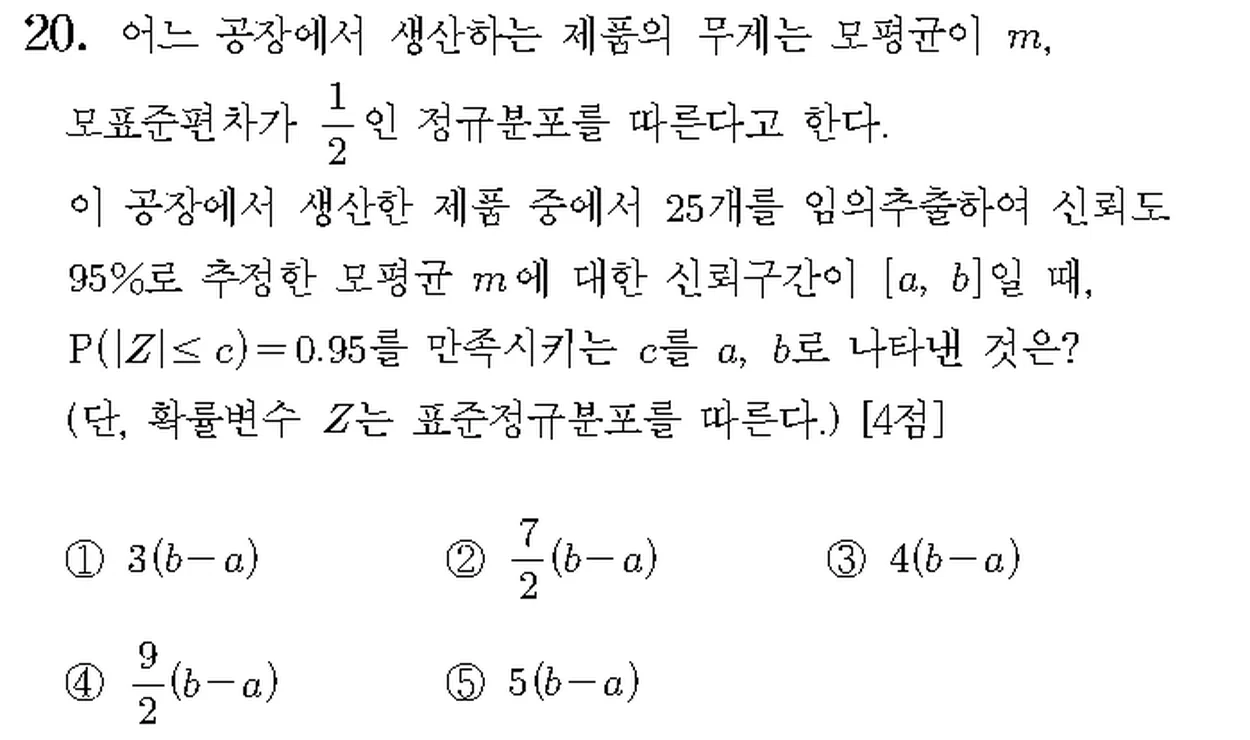 20. 어느 공장에서 생산하는 제품의 무게는 모평균이 m,
모표준편차가 1/2인 정규분포를 따른다고 한다.
이 공장에서 생산한 제품 중에서 25개를 임의추출하여 신뢰도
95%로 추정한 모평균 m에 대한 신뢰구간이 [a, b]일 때,
P(|Z|≤ c)=0.95를 만족시키는 c를 a, b로 나타낸 것은?
(단, 확률변수 Z는 표준정규분포를 따른다.) [4점]
① 3(b-a) ② 7/2(b-a) ③ 4(b-a)
④ 9/2(b-a) ⑤ 5(b-a)